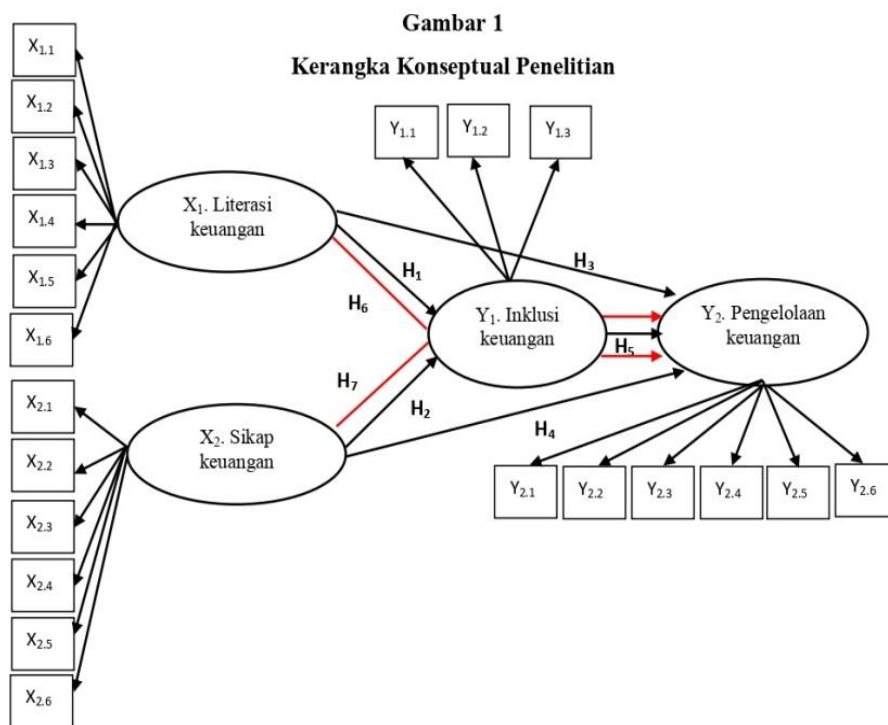 Gambar 1
Kerangka Konseptual Penelitian
X1.1
X1.2
X1.3
X1.4
X1.5
X1.6
Y1.1
Y1.2
Y1.3
X1. Literasi
keuangan
H3
H1
H6
Y1. Inklusi
keuangan
H5
Y2. Pengelolaan
keuangan
H7
H2
H4
X2. Sikap
keuangan
X2.1
X2.2
X2.3
X2.4
X2.5
X2.6
Y2.1
Y2.2
Y2.3
Y2.4
Y2.5
Y2.6